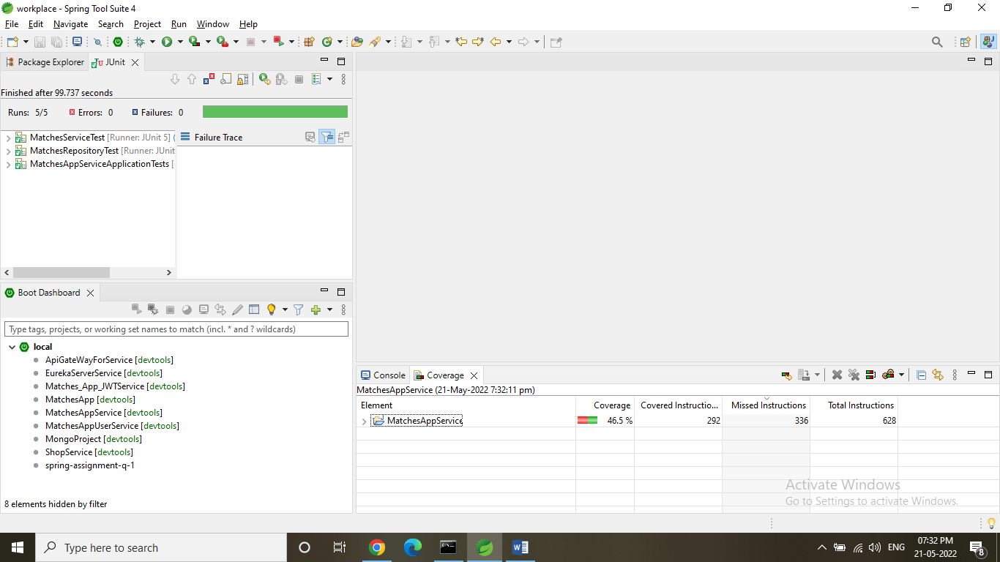 workplace - Spring Tool Suite 4
File Edit Navigate Search Project Run Window Help
Package Explorer JUnit
Finished after 99.737 seconds
Runs: 5/5 Errors: 0 Failures: 0
MatchesServiceTest [Runner: JUnit 5] (
MatchesRepositoryTest [Runner: JUnit
MatchesAppServiceApplicationTests [
Failure Trace
Boot Dashboard
Type tags, projects, or working set names to match (incl. * and ? wildcards)
local
ApiGateWayForService [devtools]
EurekaServerService [devtools]
Matches_App_JWTService [devtools]
MatchesApp [devtools]
MatchesAppService [devtools]
MatchesAppUserService [devtools]
MongoProject [devtools]
ShopService [devtools]
spring-assignment-q-1
8 elements hidden by filter
Console Coverage
MatchesAppService (21-May-2022 7:32:11 pm)
Element Coverage Covered Instructio... Missed Instructions Total Instructions
MatchesAppService 46.5 % 292 336 628
Activate Windows
Go to Settings to activate Windows.
Type here to search
ENG
07:32 PM
21-05-2022
8